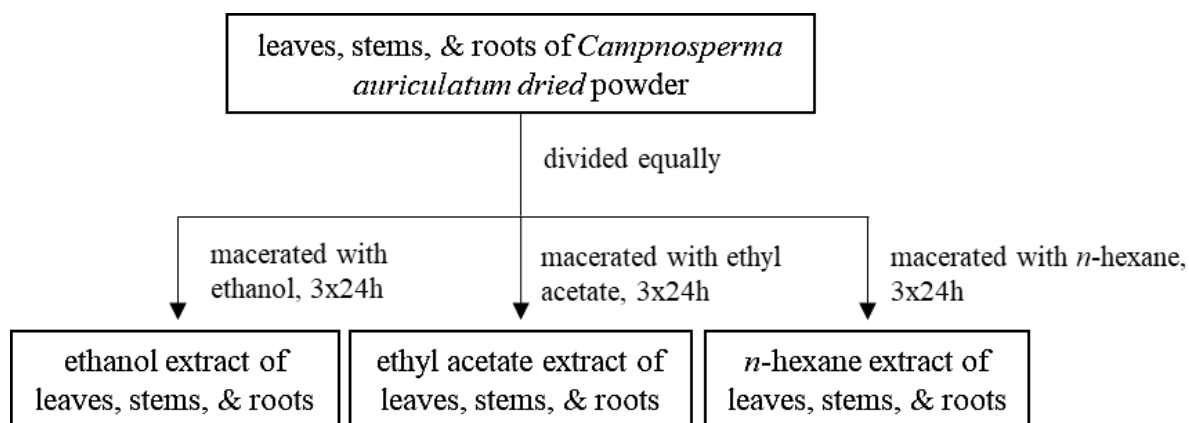 leaves, stems, & roots of Campnosperma
auriculatum dried powder
divided equally
macerated with
ethanol, 3x24h
macerated with ethyl
acetate, 3x24h
macerated with n-hexane,
3x24h
ethanol extract of
leaves, stems, & roots
ethyl acetate extract of
leaves, stems, & roots
n-hexane extract of
leaves, stems, & roots